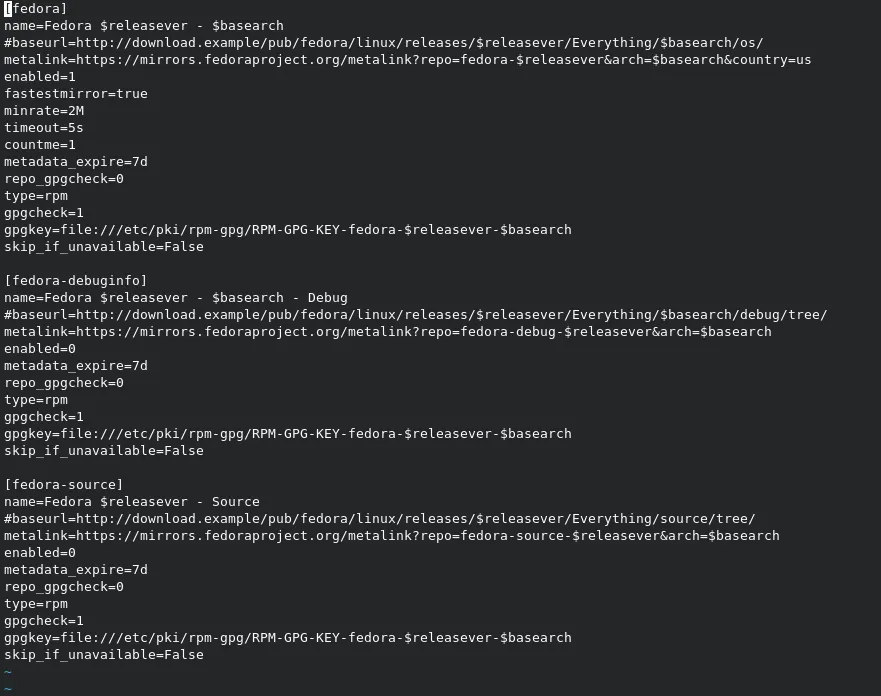 [fedora]
name=Fedora $releasever - $basearch
#baseurl=http://download.example/pub/fedora/linux/releases/$releasever/Everything/$basearch/os/
metalink=https://mirrors.fedoraproject.org/metalink?repo=fedora-$releasever&arch=$basearch&country=us
enabled=1
fastestmirror=true
minrate=2M
timeout=5s
countme=1
metadata_expire=7d
repo_gpgcheck=0
type=rpm
gpgcheck=1
gpgkey=file:///etc/pki/rpm-gpg/RPM-GPG-KEY-fedora-$releasever-$basearch
skip_if_unavailable=False

[fedora-debuginfo]
name=Fedora $releasever - $basearch - Debug
#baseurl=http://download.example/pub/fedora/linux/releases/$releasever/Everything/$basearch/debug/tree/
metalink=https://mirrors.fedoraproject.org/metalink?repo=fedora-debug-$releasever&arch=$basearch
enabled=0
metadata_expire=7d
repo_gpgcheck=0
type=rpm
gpgcheck=1
gpgkey=file:///etc/pki/rpm-gpg/RPM-GPG-KEY-fedora-$releasever-$basearch
skip_if_unavailable=False

[fedora-source]
name=Fedora $releasever - Source
#baseurl=http://download.example/pub/fedora/linux/releases/$releasever/Everything/source/tree/
metalink=https://mirrors.fedoraproject.org/metalink?repo=fedora-source-$releasever&arch=$basearch
enabled=0
metadata_expire=7d
repo_gpgcheck=0
type=rpm
gpgcheck=1
gpgkey=file:///etc/pki/rpm-gpg/RPM-GPG-KEY-fedora-$releasever-$basearch
skip_if_unavailable=False
~
~